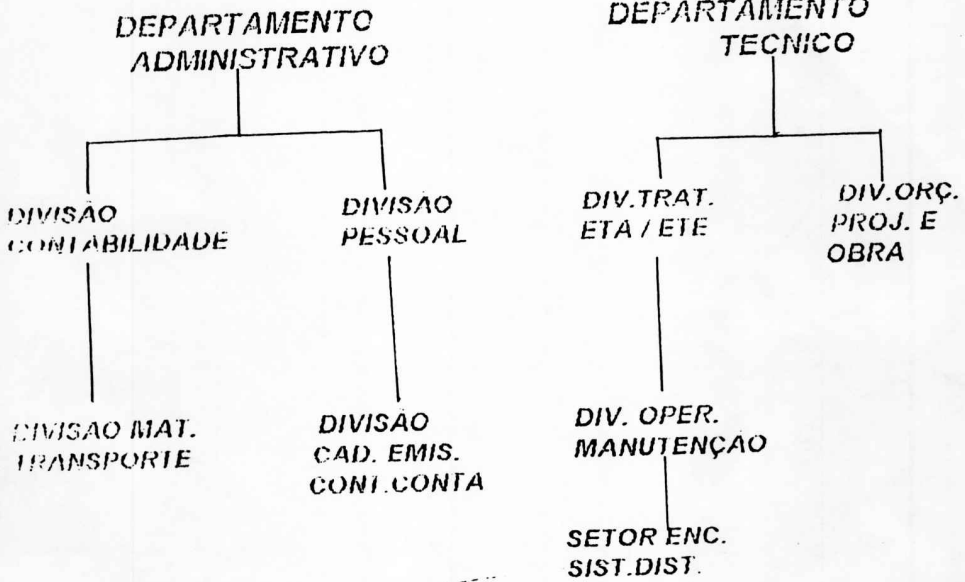 DEPARTAMENTO
ADMINISTRATIVO
DEPARTAMENTO
TECNICO
DIVISÃO
CONTABILIDADE
DIVISÃO
PESSOAL
DIV.TRAT.
ETA / ETE
DIV.ORÇ.
PROJ. E
OBRA
DIVISAO MAT.
TRANSPORTE
DIVISÃO
CAD. EMIS.
CONT.CONTA
DIV. OPER.
MANUTENÇÃO
SETOR ENC.
SIST.DIST.